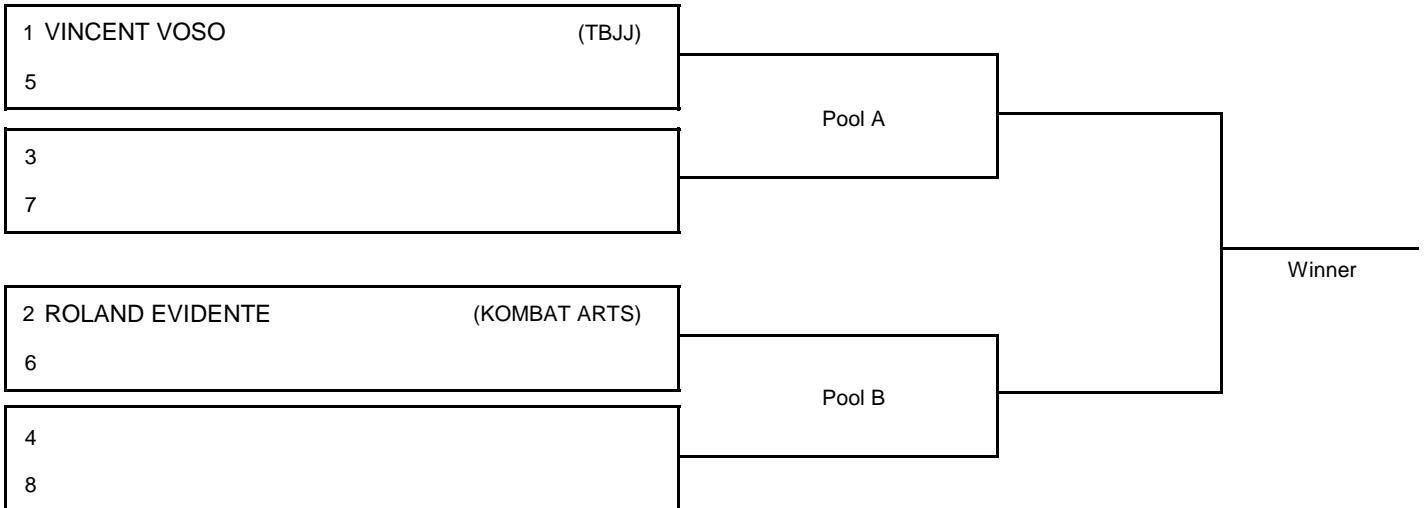 1 VINCENT VOSO (TBJJ)
5
Pool A
3
7
Winner
2 ROLAND EVIDENTE (KOMBAT ARTS)
6
Pool B
4
8